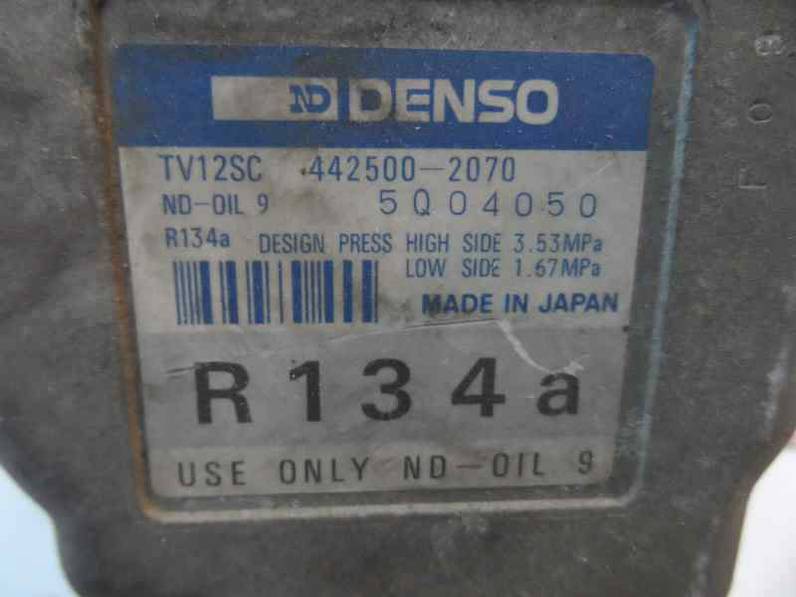 ND DENSO
TV12SC 442500-2070
ND-OIL 9 5Q04050
R134a DESIGN PRESS HIGH SIDE 3.53MPa
LOW SIDE 1.67MPa
MADE IN JAPAN
R134a
USE ONLY ND-OIL 9